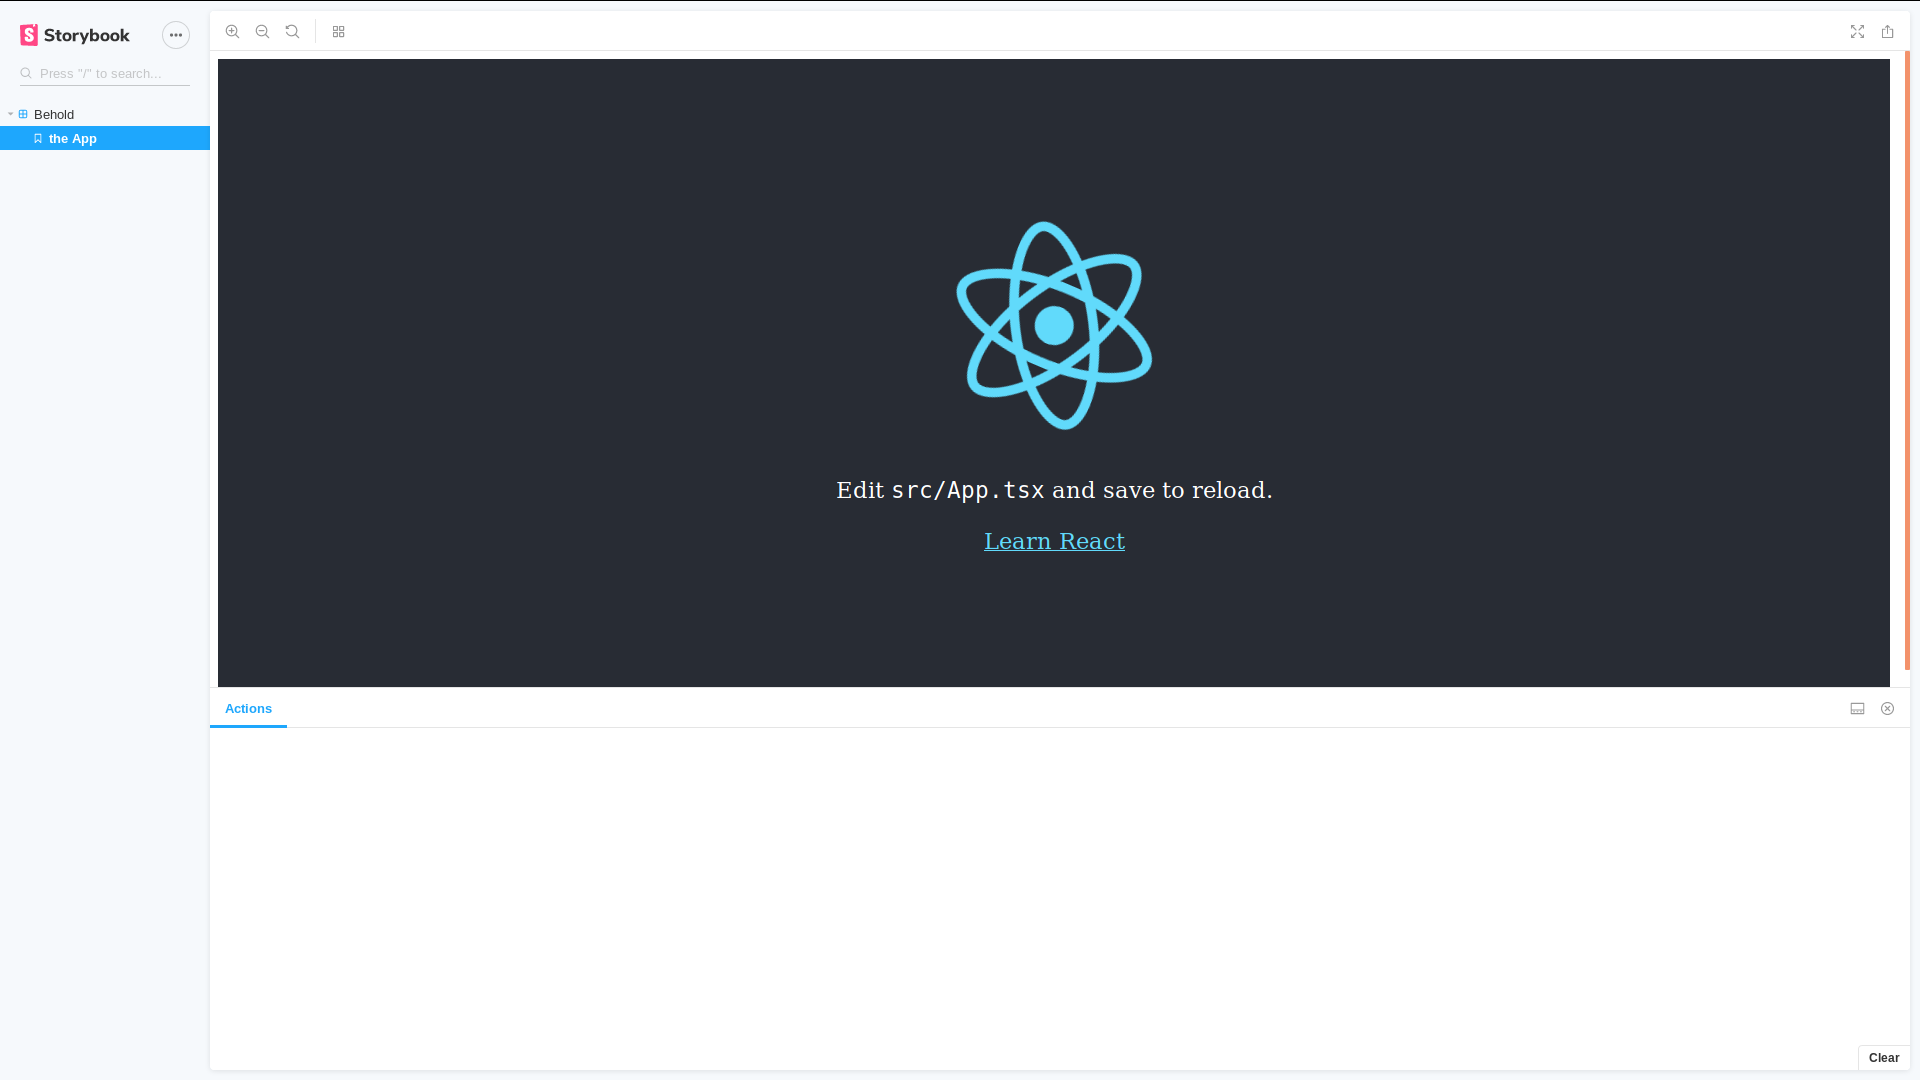 Storybook
Press "/" to search...
Behold
the App
Edit src/App.tsx and save to reload.
Learn React
Actions
Clear